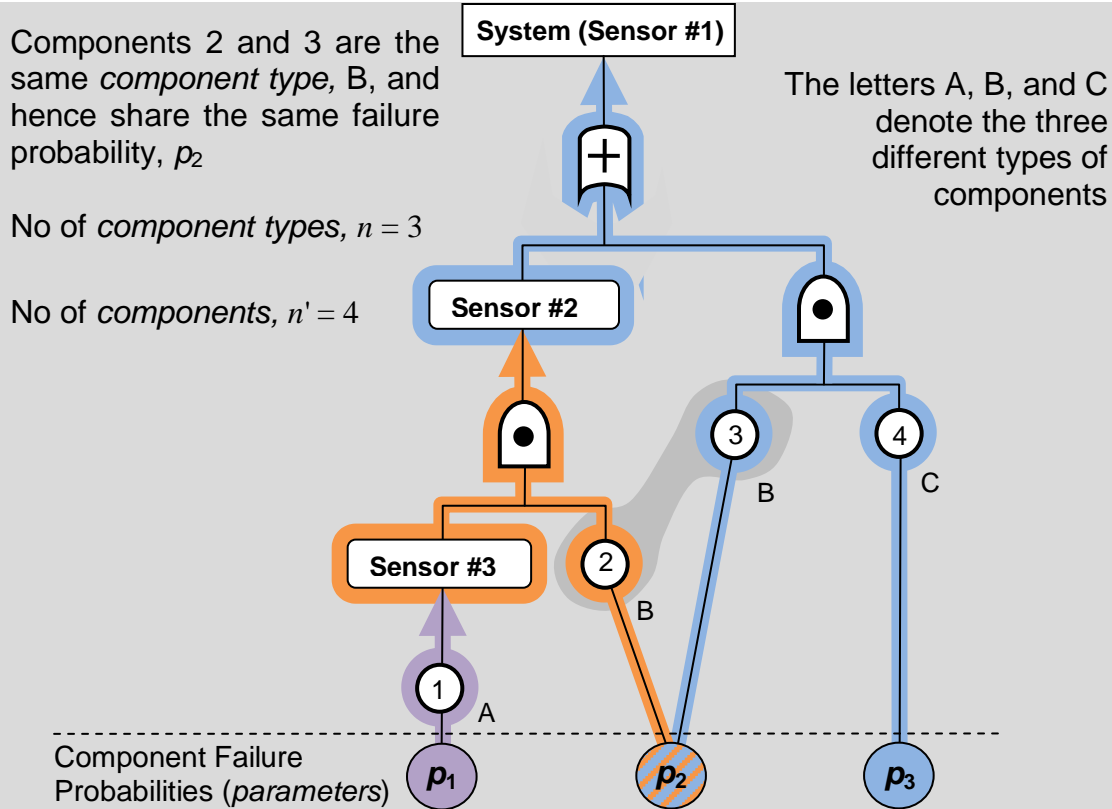 System (Sensor #1)
Components 2 and 3 are the
same component type, B, and
hence share the same failure
probability, p2
The letters A, B, and C
denote the three
different types of
components
No of component types, n = 3
No of components, n' = 4
+
Sensor #2
3
B
4
C
Sensor #3
2
B
1
A
Component Failure
Probabilities (parameters)
p1
p2
p3